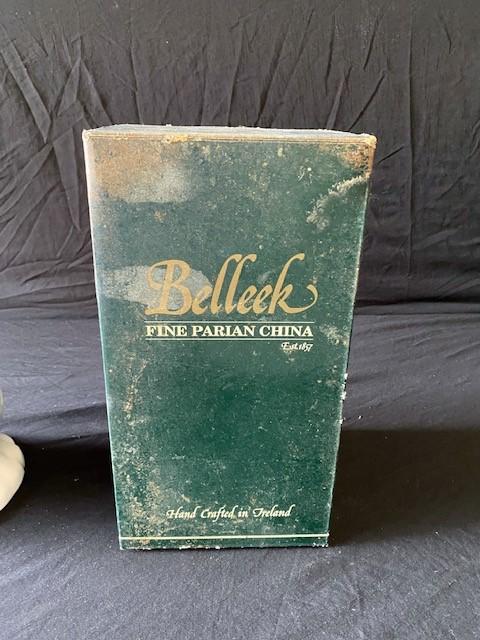 Belleek
FINE PARIAN CHINA
Est.1857
Hand Crafted in Ireland